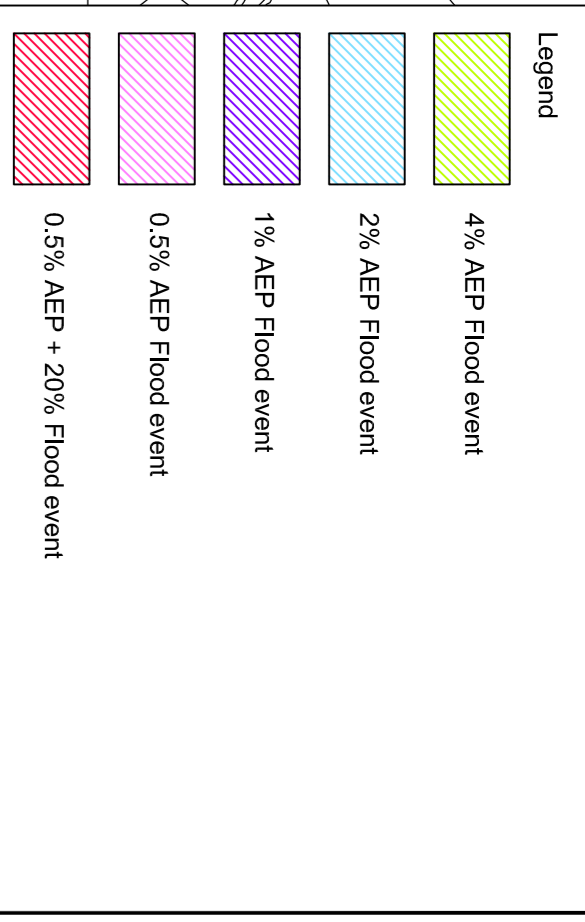 Legend
4% AEP Flood event
2% AEP Flood event
1% AEP Flood event
0.5% AEP Flood event
0.5% AEP + 20% Flood event